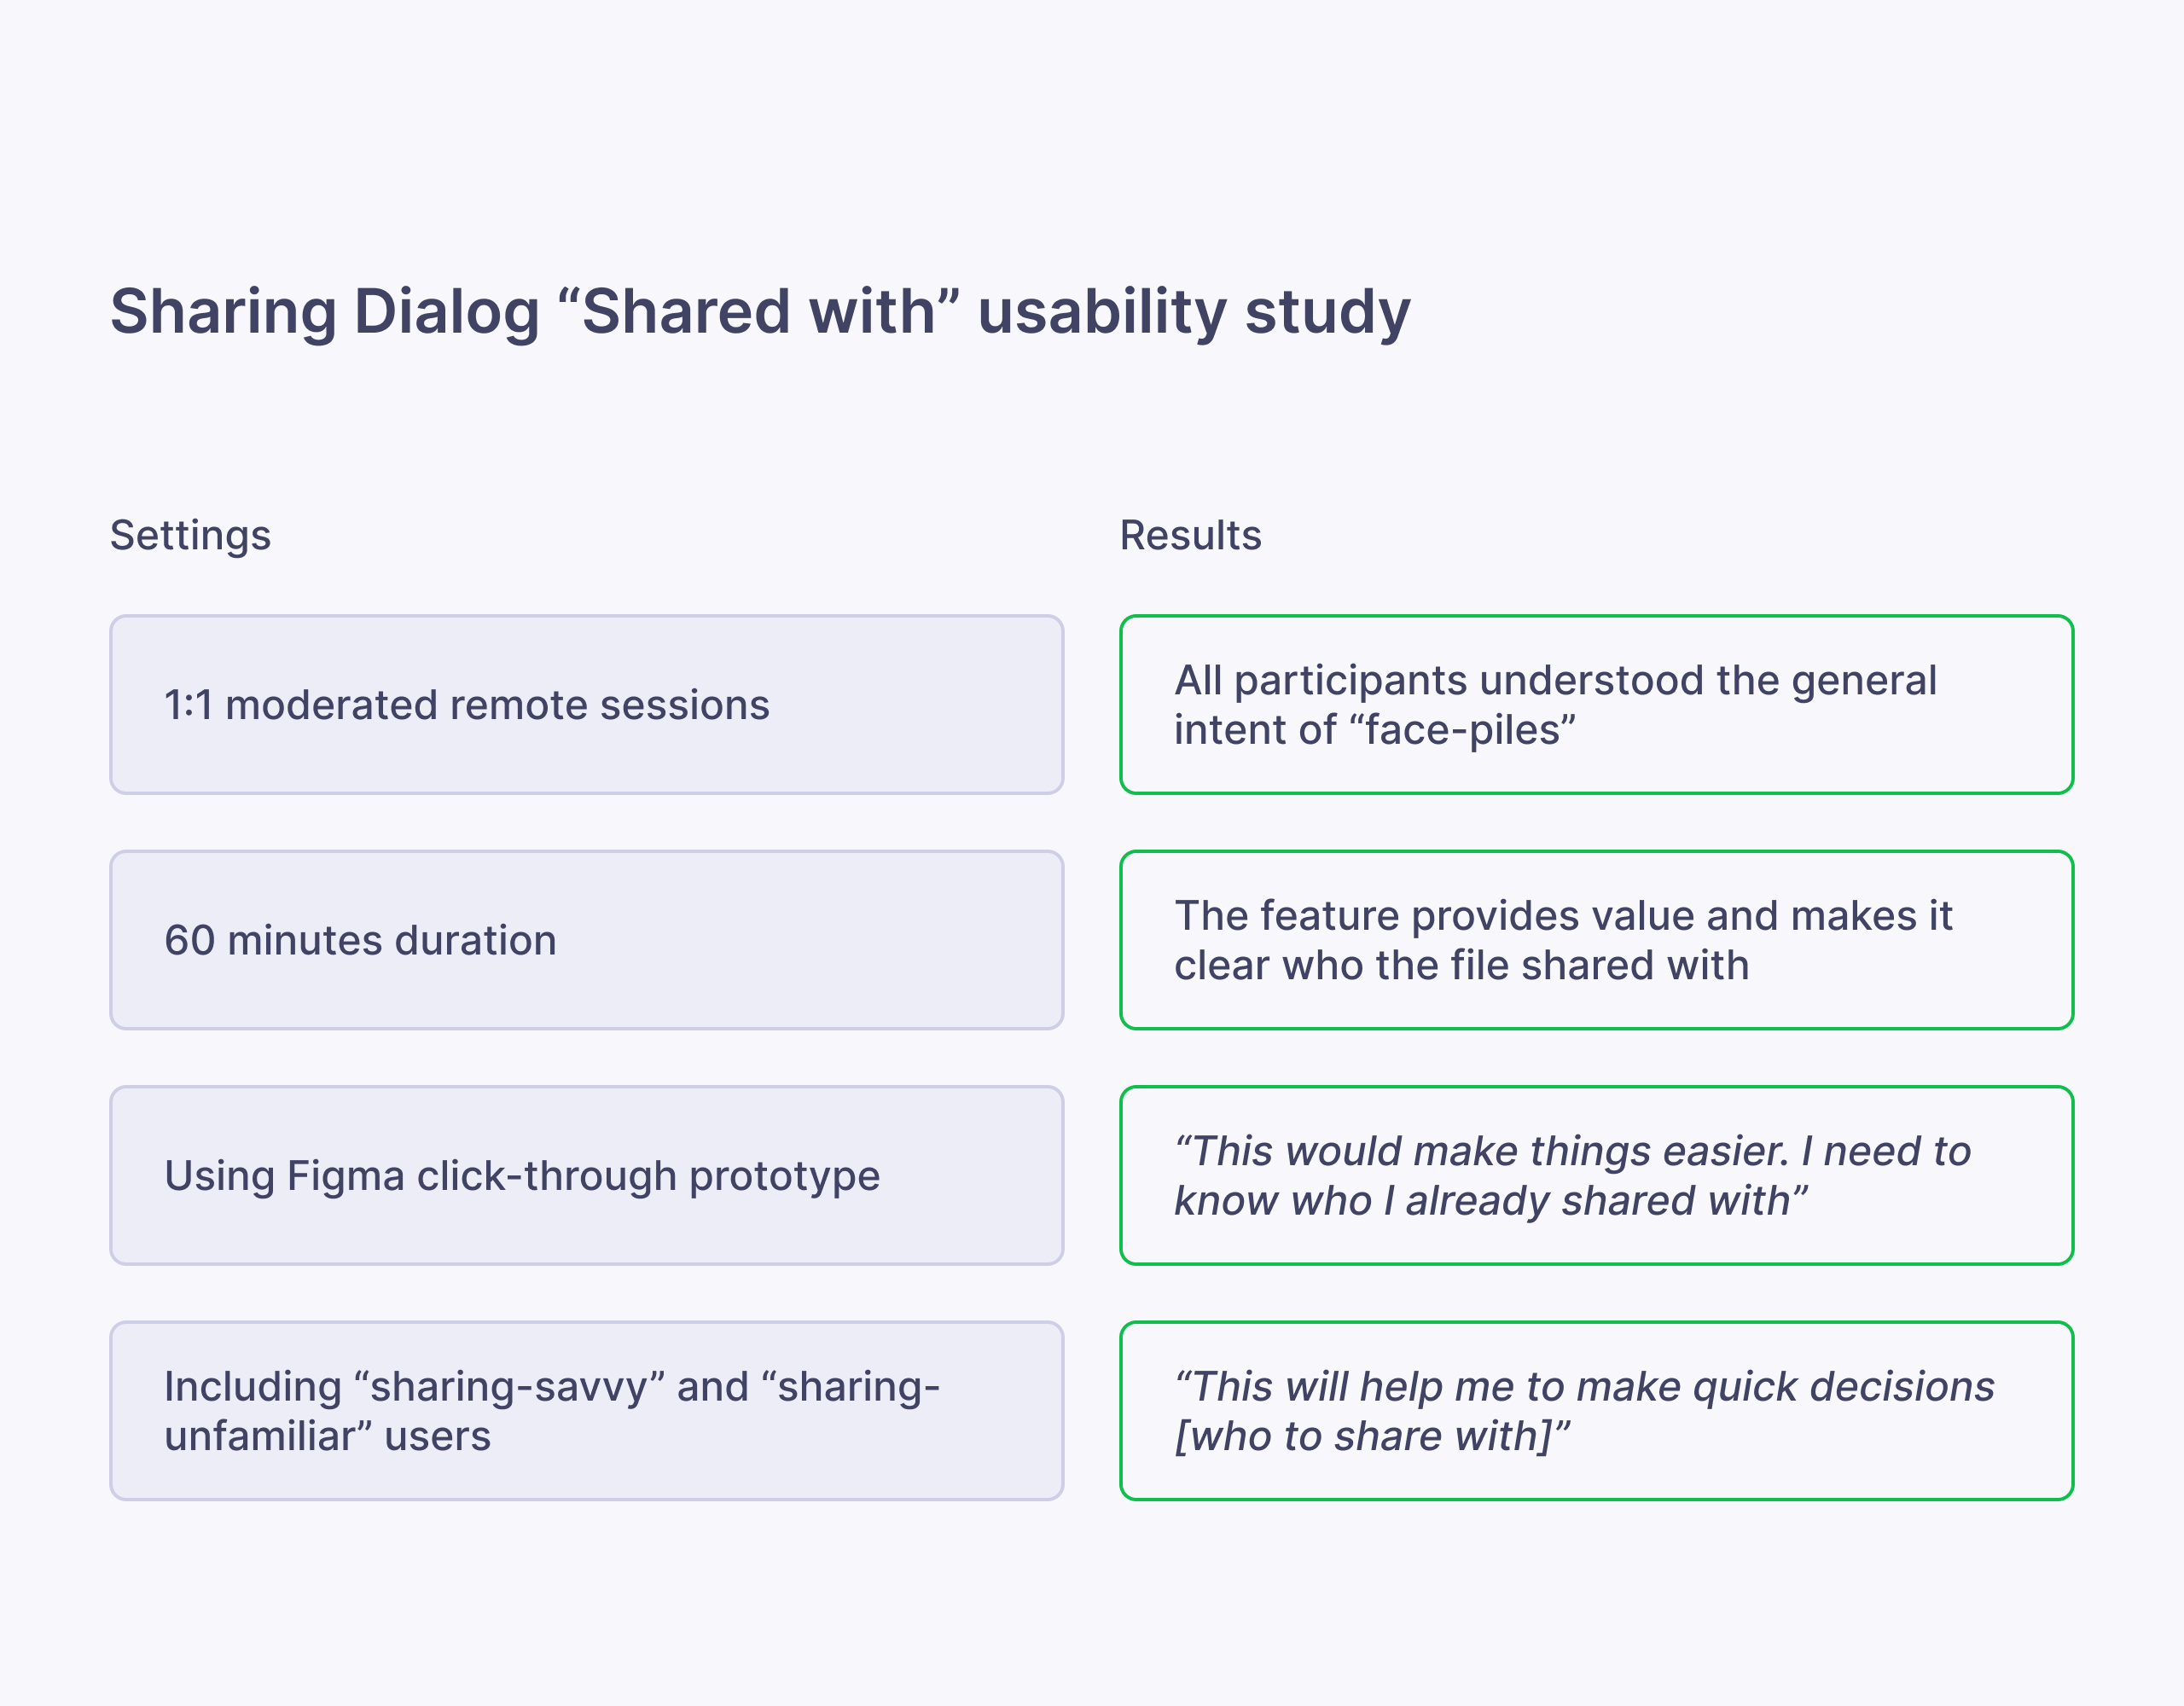 Sharing Dialog “Shared with” usability study
Settings
1:1 moderated remote sessions
60 minutes duration
Using Figma click-through prototype
Including “sharing-savvy” and “sharing-
unfamiliar” users
Results
All participants understood the general
intent of “face-piles”
The feature provides value and makes it
clear who the file shared with
“This would make things easier. I need to
know who I already shared with”
“This will help me to make quick decisions
[who to share with]”